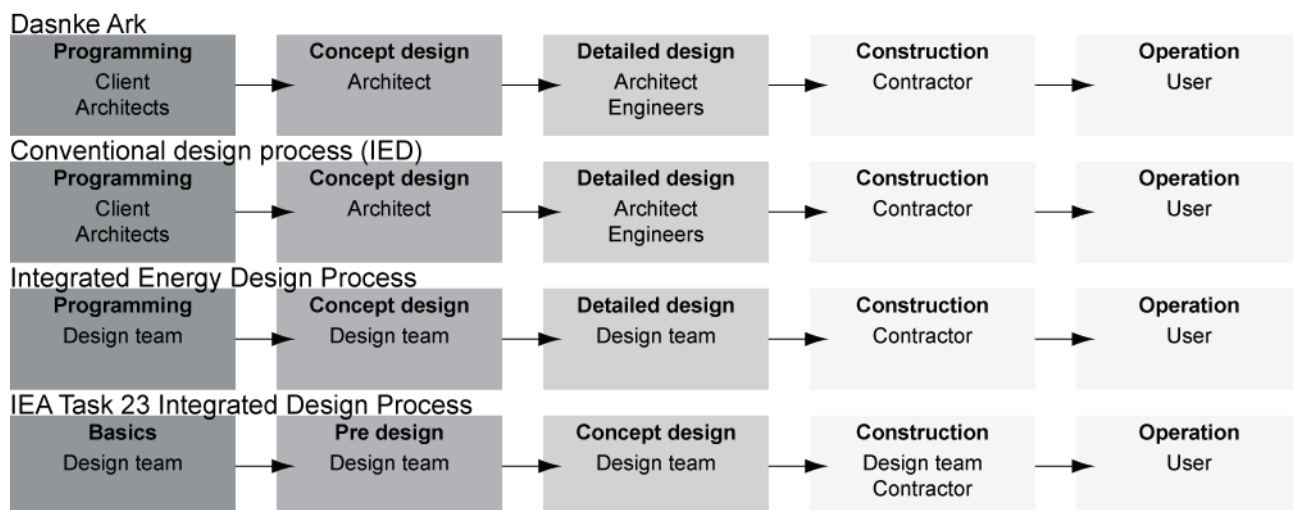 Dasnke Ark
Programming Concept design Detailed design Construction Operation
Client Architect Architect Contractor User
Architects Engineers
Conventional design process (IED)
Programming Concept design Detailed design Construction Operation
Client Architect Architect Contractor User
Architects Engineers
Integrated Energy Design Process
Programming Concept design Detailed design Construction Operation
Design team Design team Design team Contractor User
IEA Task 23 Integrated Design Process
Basics Pre design Concept design Construction Operation
Design team Design team Design team Design team User
Contractor